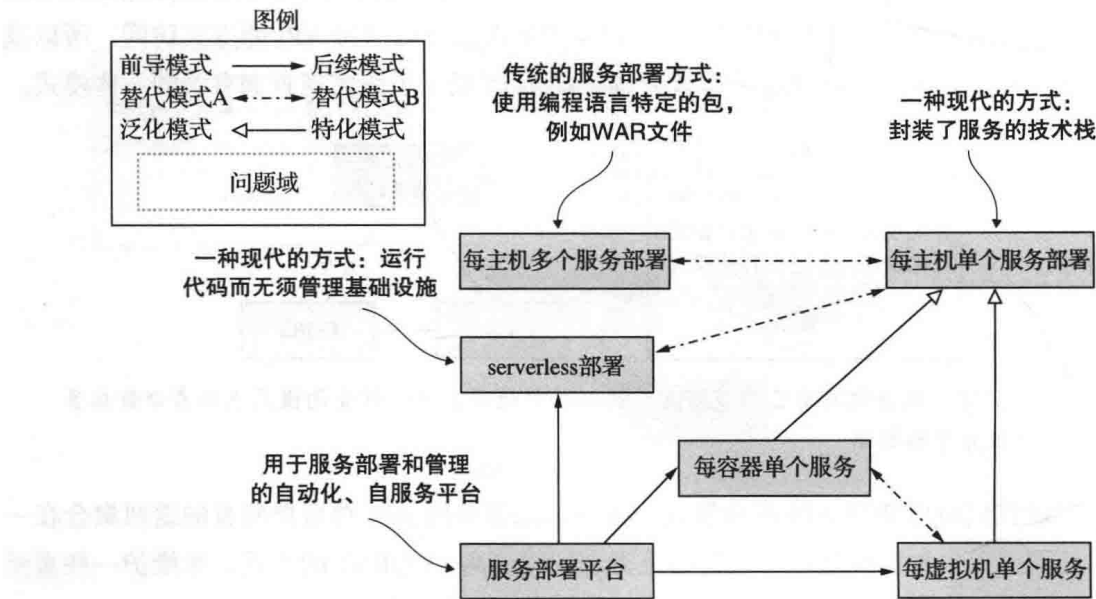 图例
前导模式 后续模式
替代模式A 替代模式B
泛化模式 特化模式
问题域
传统的服务部署方式：
使用编程语言特定的包，
例如WAR文件
一种现代的方式：
封装了服务的技术栈
每主机多个服务部署
每主机单个服务部署
一种现代的方式：运行
代码而无须管理基础设施
serverless部署
用于服务部署和管理
的自动化、自服务平台
每容器单个服务
服务部署平台
每虚拟机单个服务